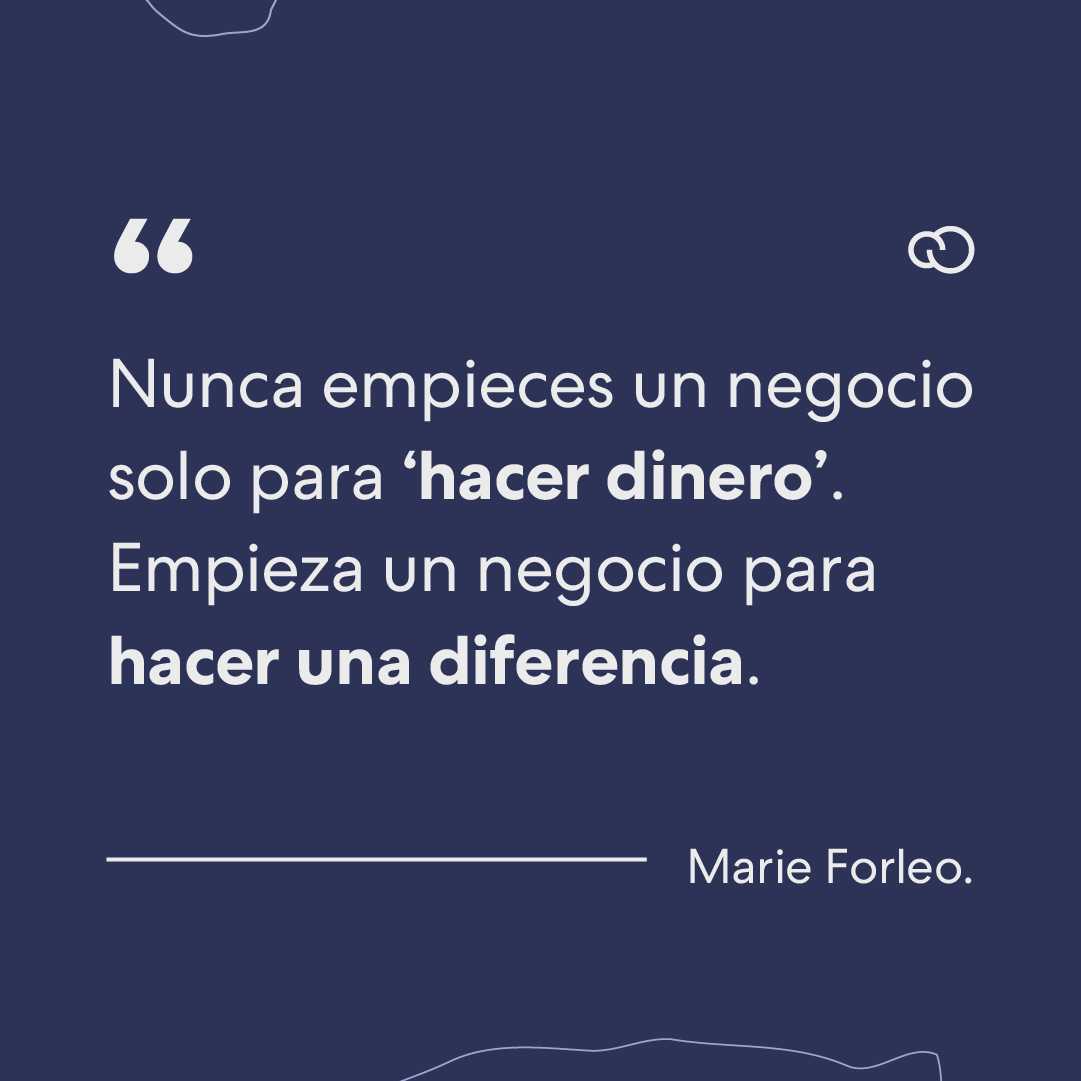 “
Nunca empieces un negocio
solo para ‘hacer dinero’.
Empieza un negocio para
hacer una diferencia.
Marie Forleo.